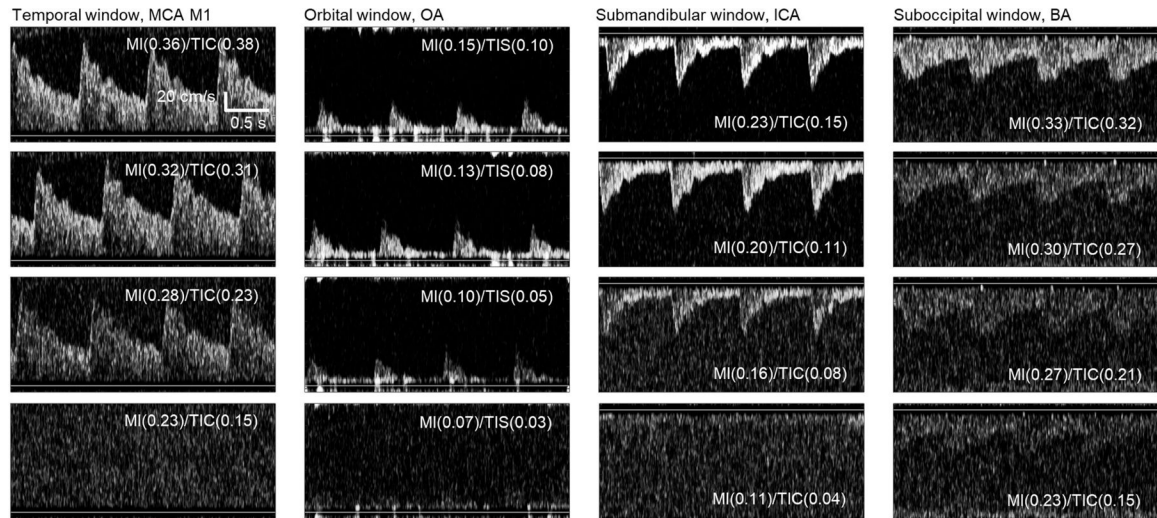 Temporal window, MCA M1
Orbital window, OA
Submandibular window, ICA
Suboccipital window, BA
MI(0.36)/TIC(0.38)
20 cm/s
0.5 s
MI(0.15)/TIS(0.10)
MI(0.23)/TIC(0.15)
MI(0.33)/TIC(0.32)
MI(0.32)/TIC(0.31)
MI(0.13)/TIS(0.08)
MI(0.20)/TIC(0.11)
MI(0.30)/TIC(0.27)
MI(0.28)/TIC(0.23)
MI(0.10)/TIS(0.05)
MI(0.16)/TIC(0.08)
MI(0.27)/TIC(0.21)
MI(0.23)/TIC(0.15)
MI(0.07)/TIS(0.03)
MI(0.11)/TIC(0.04)
MI(0.23)/TIC(0.15)